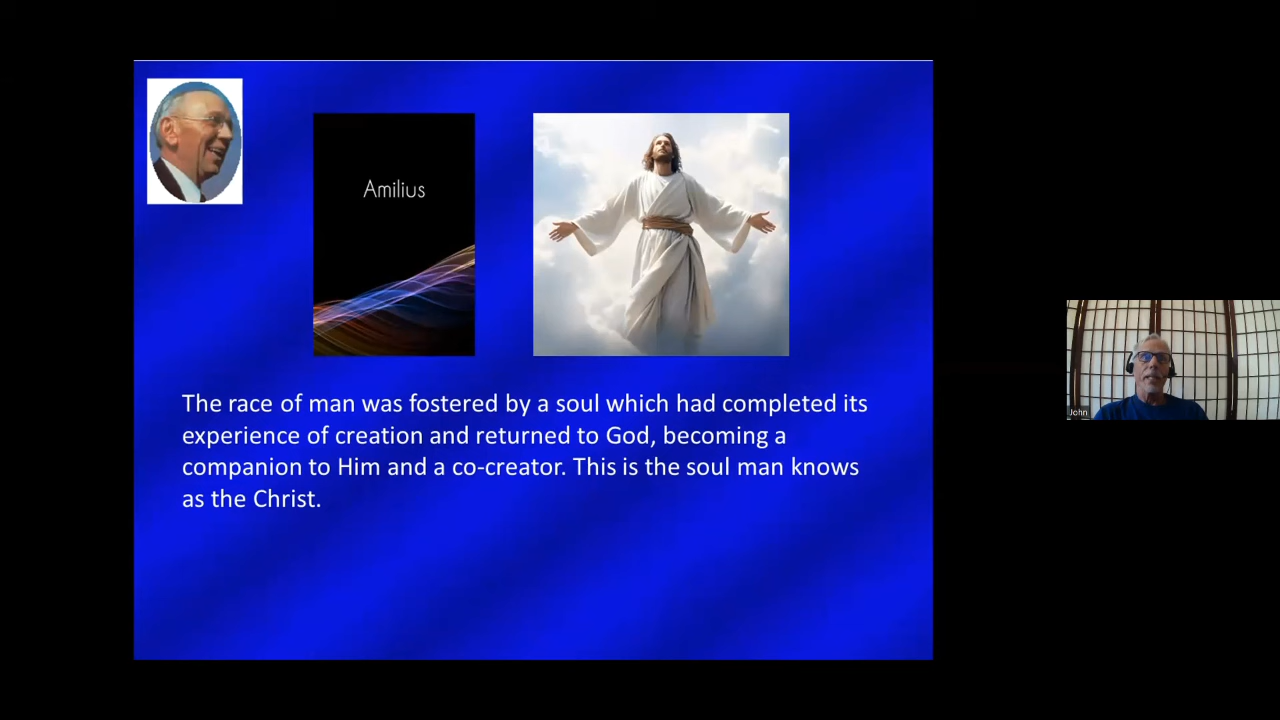 Amilius
The race of man was fostered by a soul which had completed its
experience of creation and returned to God, becoming a
companion to Him and a co-creator. This is the soul man knows
as the Christ.
John